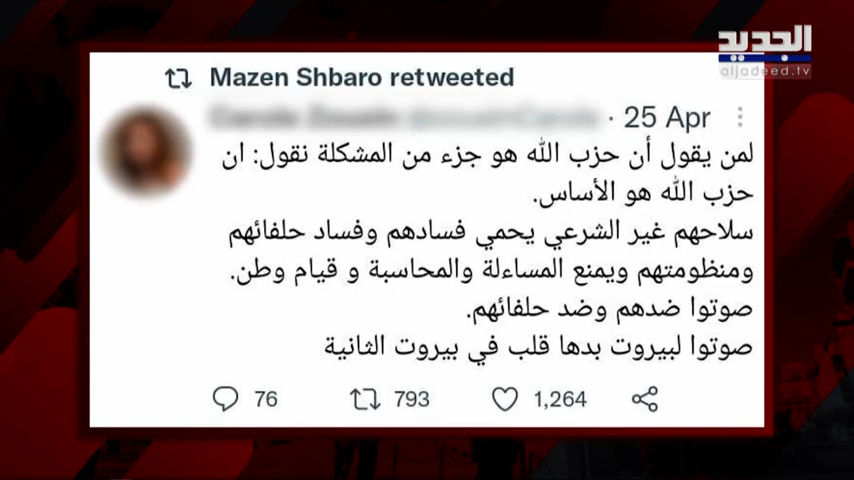 الجديد
aljadeed.tv
Mazen Shbaro retweeted
· 25 Apr
لمن يقول أن حزب الله هو جزء من المشكلة نقول: ان
حزب الله هو الأساس.
سلاحهم غير الشرعي يحمي فسادهم وفساد حلفائهم
ومنظومتهم ويمنع المساءلة والمحاسبة و قيام وطن.
صوتوا ضدهم وضد حلفائهم.
صوتوا لبيروت بدها قلب في بيروت الثانية
76 793 1,264